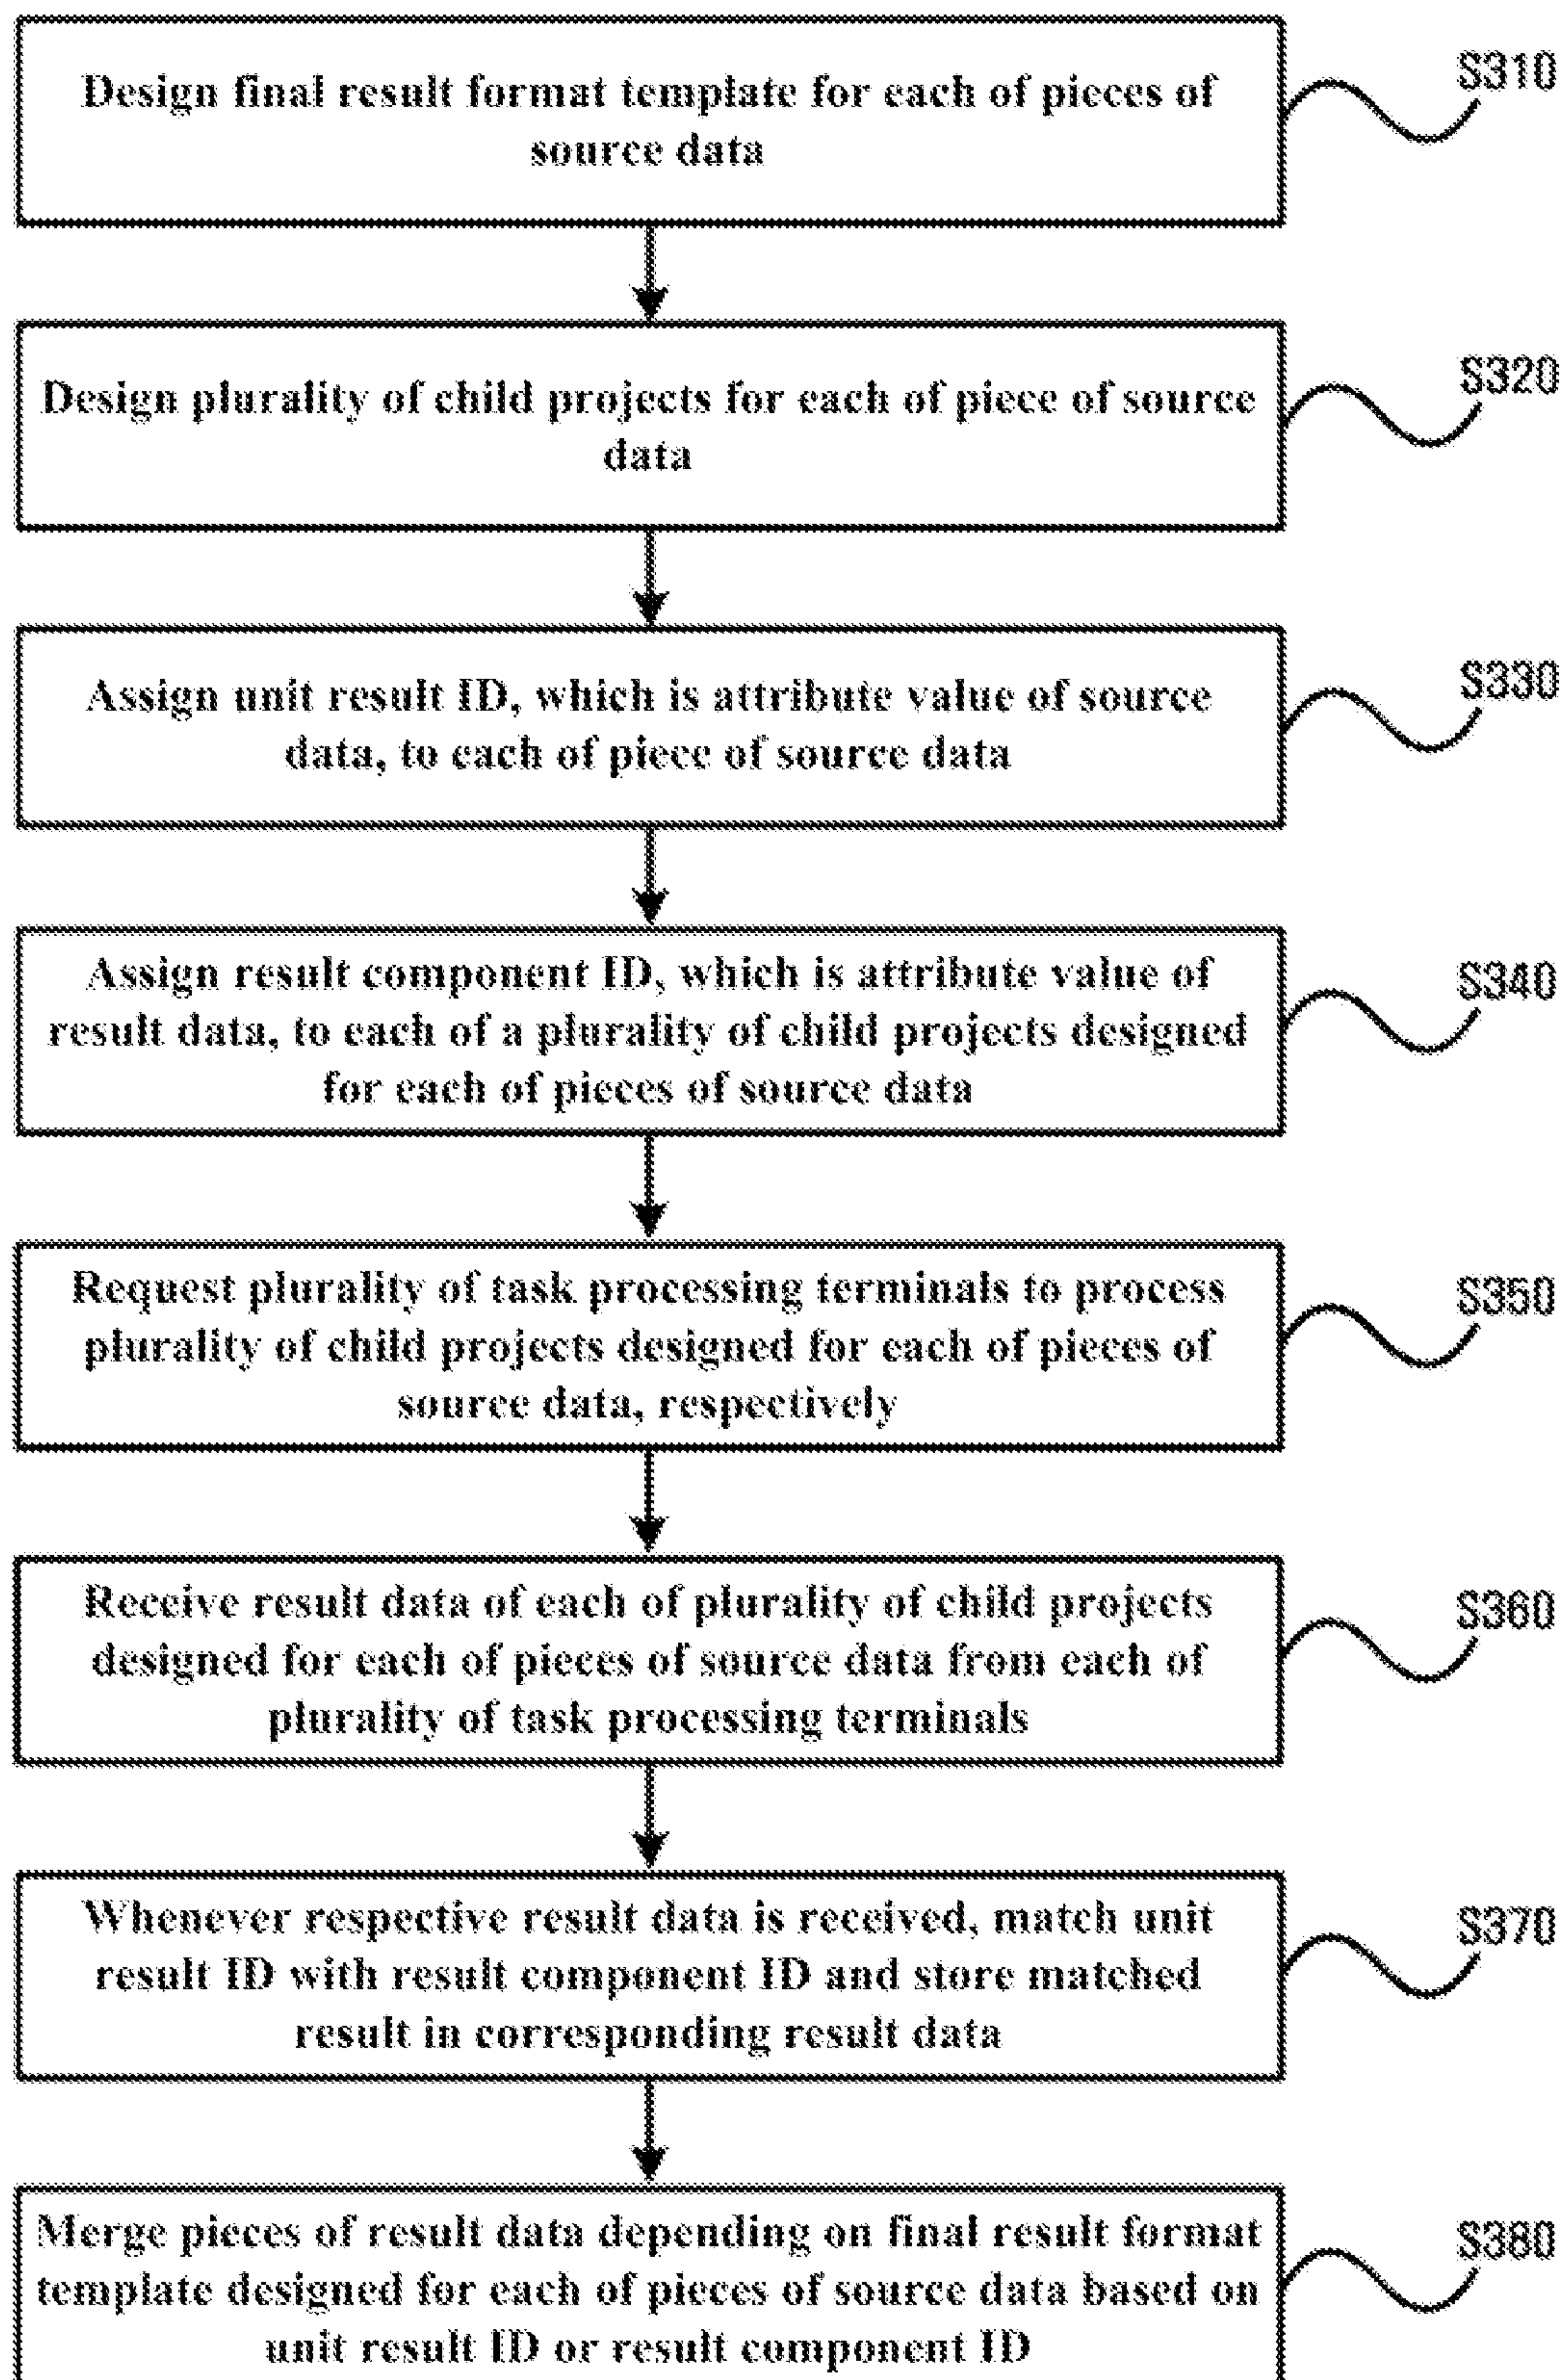 Design final result format template for each of pieces of
source data
S310
Design plurality of child projects for each of piece of source
data
S320
Assign unit result ID, which is attribute value of source
data, to each of piece of source data
S330
Assign result component ID, which is attribute value of
result data, to each of a plurality of child projects designed
for each of pieces of source data
S340
Request plurality of task processing terminals to process
plurality of child projects designed for each of pieces of
source data, respectively
S350
Receive result data of each of plurality of child projects
designed for each of pieces of source data from each of
plurality of task processing terminals
S360
Whenever respective result data is received, match unit
result ID with result component ID and store matched
result in corresponding result data
S370
Merge pieces of result data depending on final result format
template designed for each of pieces of source data based on
unit result ID or result component ID
S380